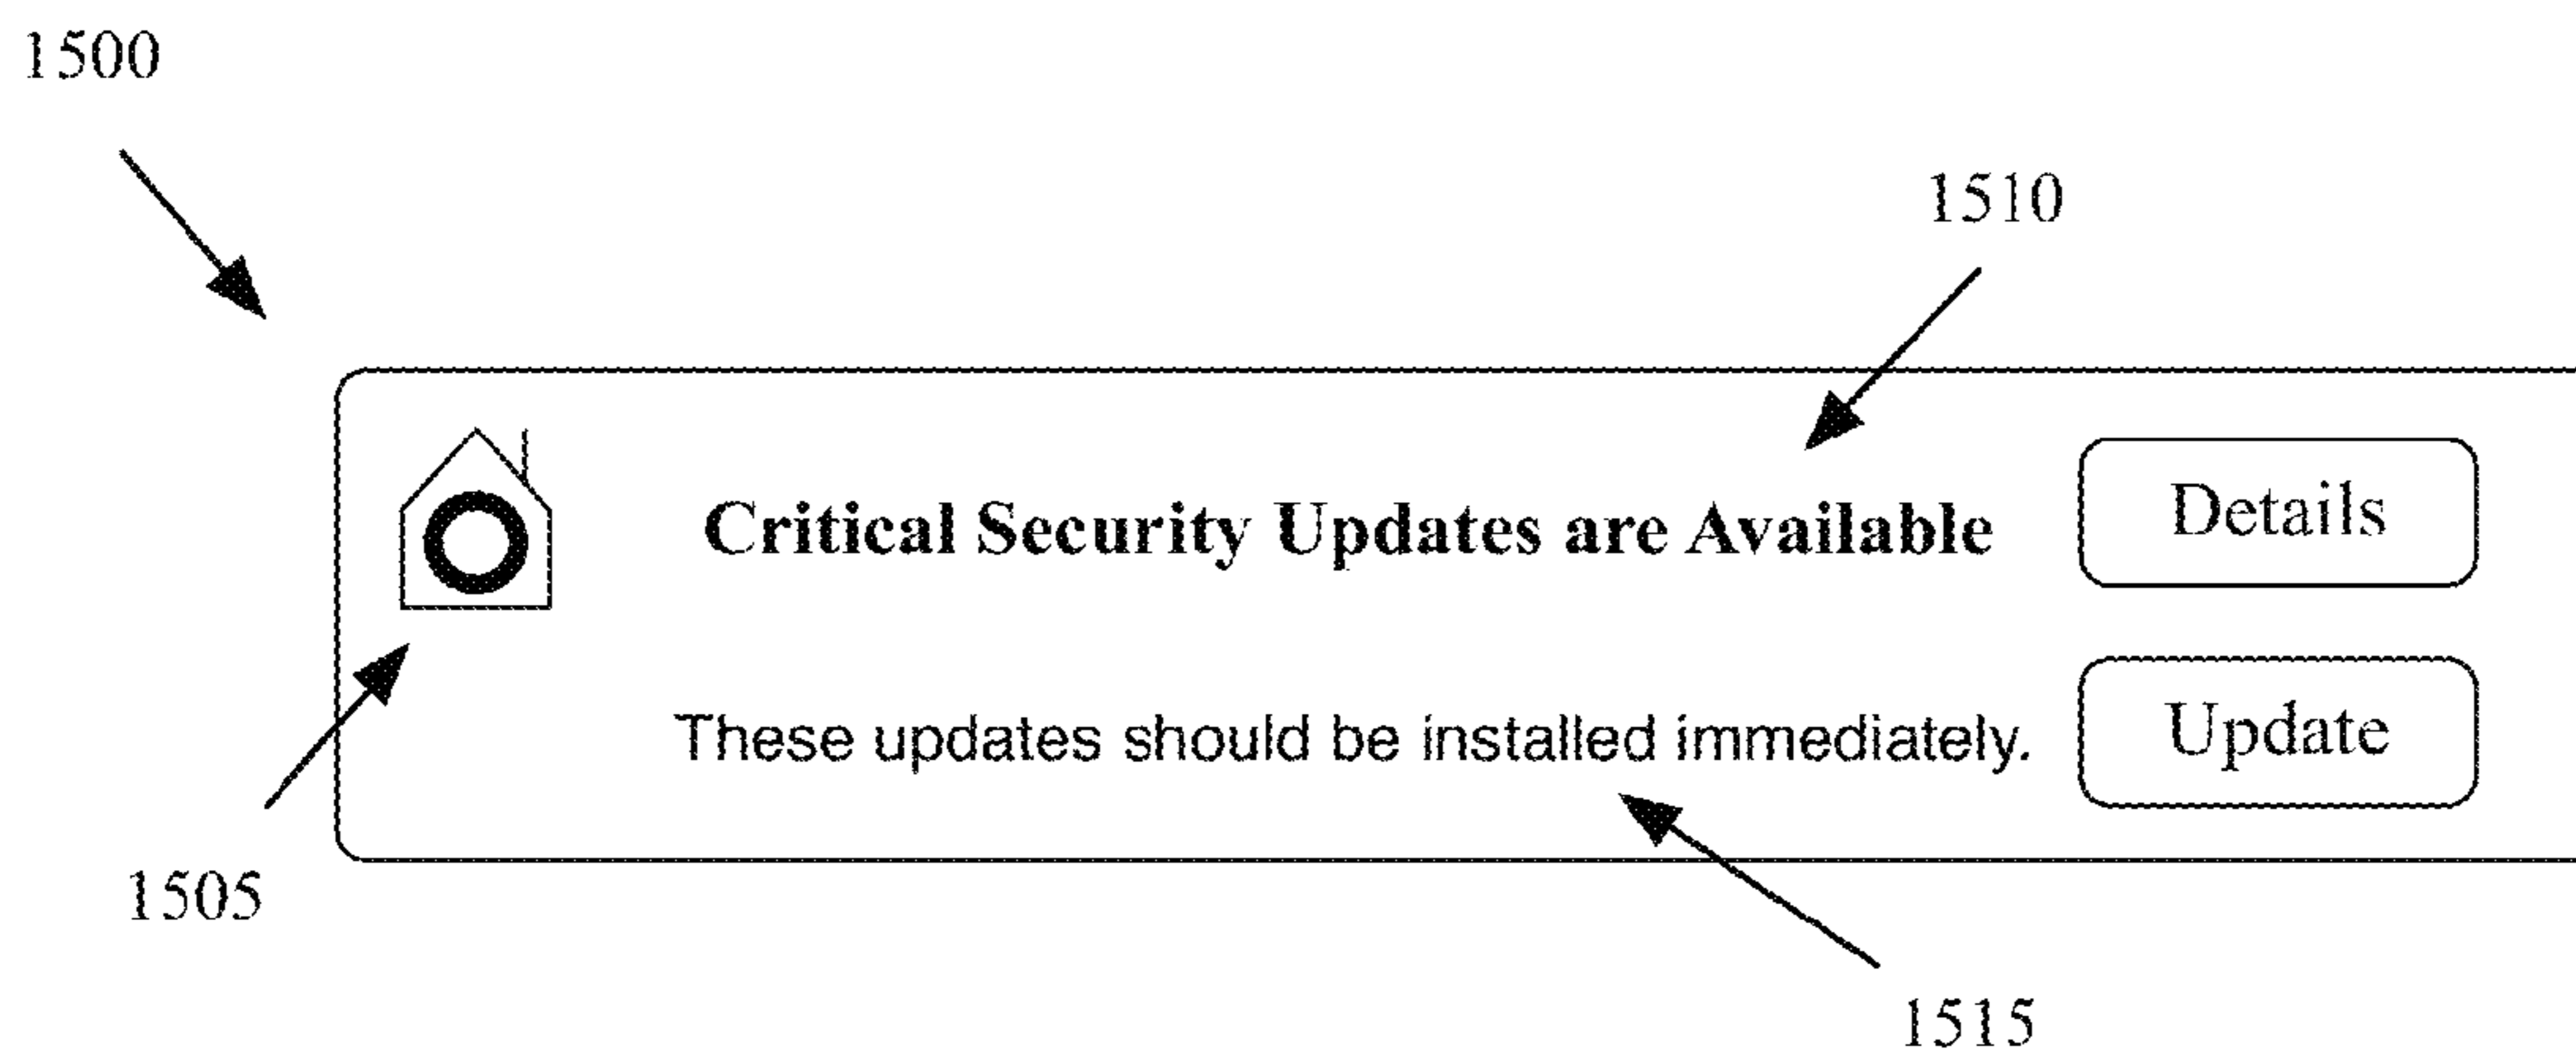 1500
1510
Critical Security Updates are Available
Details
These updates should be installed immediately.
Update
1505
1515